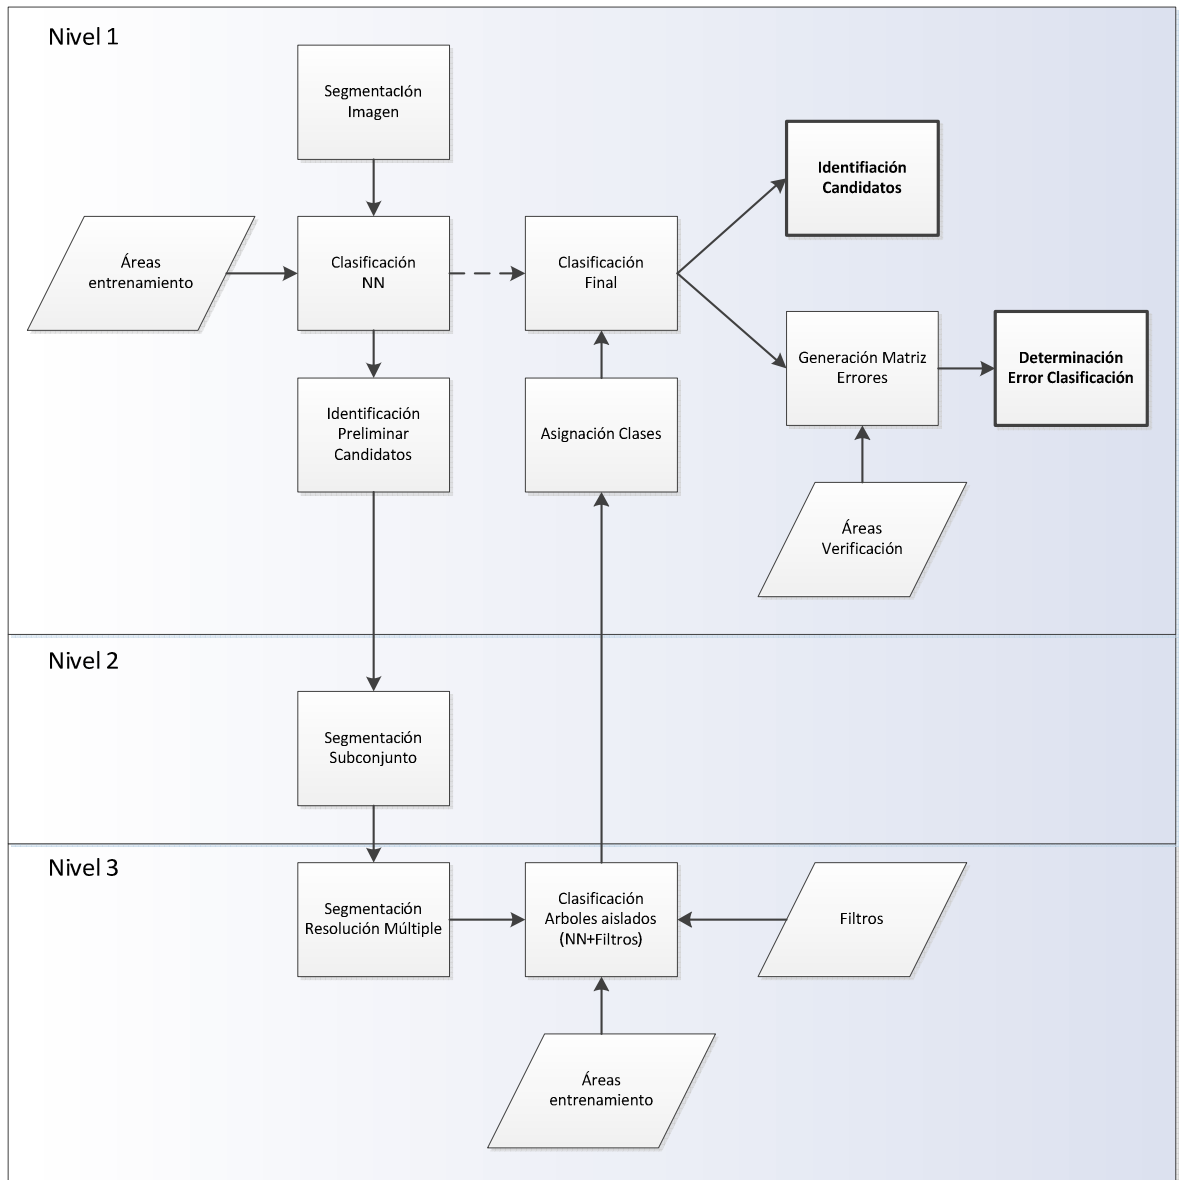 Nivel 1
Segmentación
Imagen
Identifiación
Candidatos
Áreas
entrenamiento
Clasificación
NN
Clasificación
Final
Generación Matriz
Errores
Determinación
Error Clasificación
Identificación
Preliminar
Candidatos
Asignación Clases
Áreas
Verificación
Nivel 2
Segmentación
Subconjunto
Nivel 3
Segmentación
Resolución Múltiple
Clasificación
Arboles aislados
(NN+Filtros)
Filtros
Áreas
entrenamiento